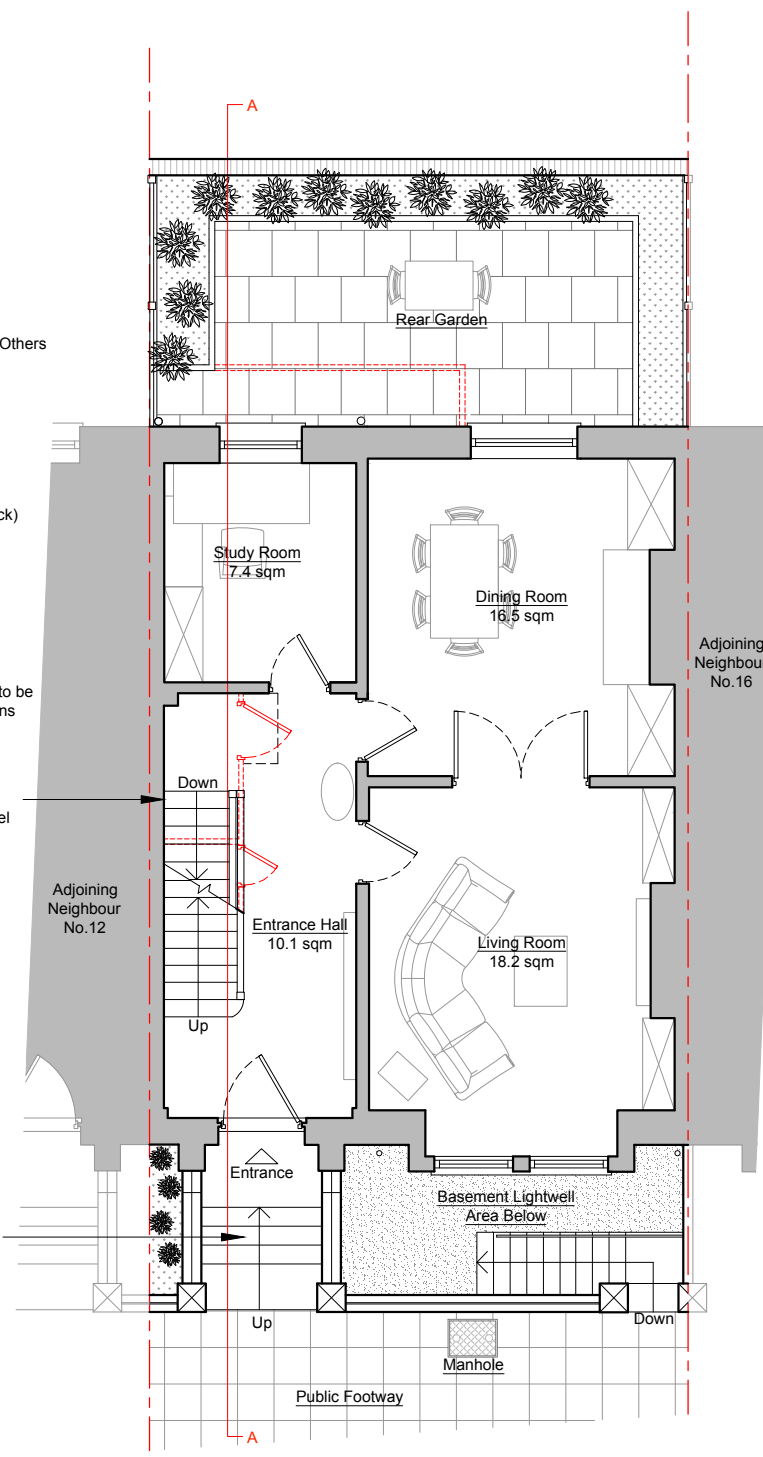 A
Others
Rear Garden
ck)
Study Room
7.4 sqm
Dining Room
16.5 sqm
Adjoining
Neighbour
No.16
to be
ns
Down
el
Adjoining
Neighbour
No.12
Entrance Hall
10.1 sqm
Living Room
18.2 sqm
Up
Entrance
Basement Lightwell
Area Below
Up
Down
Manhole
Public Footway
A